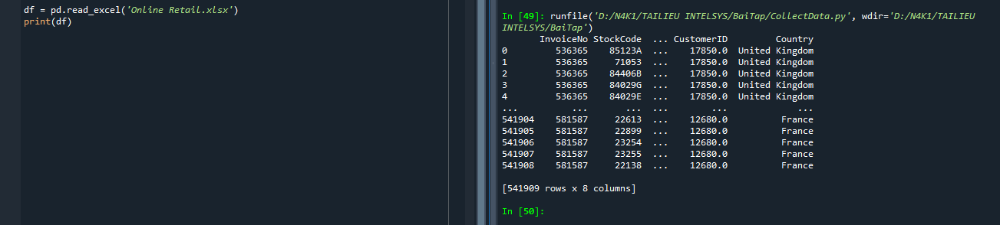 df = pd.read_excel('Online Retail.xlsx')
print(df)
In [49]: runfile('D:/N4K1/TAILIEU INTELSYS/BaiTap/CollectData.py', wdir='D:/N4K1/TAILIEU
INTELSYS/BaiTap')
InvoiceNo StockCode ... CustomerID Country
0 536365 85123A ... 17850.0 United Kingdom
1 536365 71053 ... 17850.0 United Kingdom
2 536365 84406B ... 17850.0 United Kingdom
3 536365 84029G ... 17850.0 United Kingdom
4 536365 84029E ... 17850.0 United Kingdom
... ... ... ... ... ...
541904 581587 22613 ... 12680.0 France
541905 581587 22899 ... 12680.0 France
541906 581587 23254 ... 12680.0 France
541907 581587 23255 ... 12680.0 France
541908 581587 22138 ... 12680.0 France
[541909 rows x 8 columns]
In [50]: